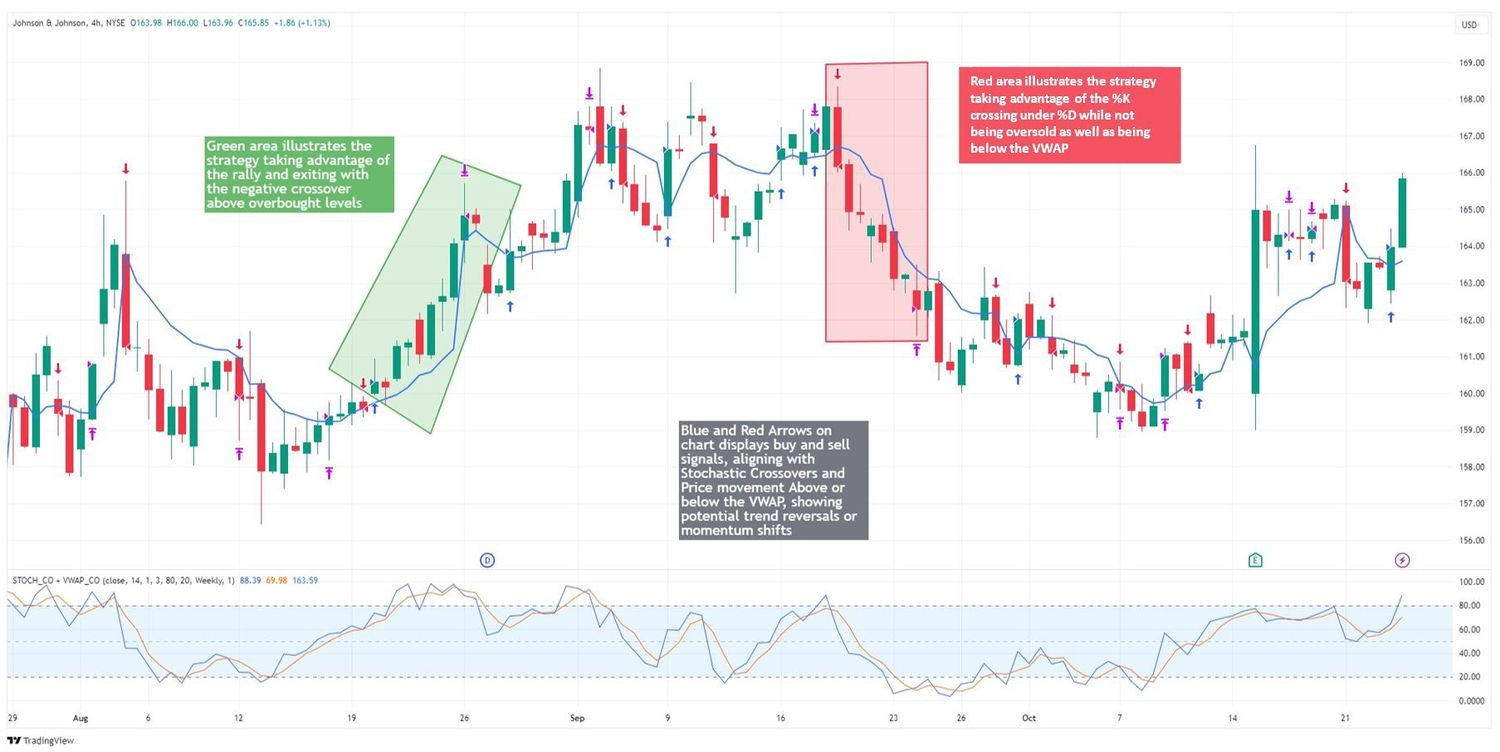 Johnson & Johnson, 4h, NYSE O163.98 H166.00 L163.96 C165.85 +1.86 (+1.13%)
USD
169.00
168.00
167.00
166.00
165.00
164.00
163.00
162.00
161.00
160.00
159.00
158.00
157.00
156.00
Green area illustrates the
strategy taking advantage of
the rally and exiting with
the negative crossover
above overbought levels
Red area illustrates the strategy
taking advantage of the %K
crossing under %D while not
being oversold as well as being
below the VWAP
Blue and Red Arrows on
chart displays buy and sell
signals, aligning with
Stochastic Crossovers and
Price movement Above or
below the VWAP, showing
potential trend reversals or
momentum shifts
D
E
STOCH_CO + VWAP_CO (close, 14, 1, 3, 80, 20, Weekly, 1) 88.39 69.98 163.59
100.00
80.00
60.00
40.00
20.00
0.0000
29 Aug 6 12 19 26 Sep 9 16 23 26 Oct 7 14 21
TradingView